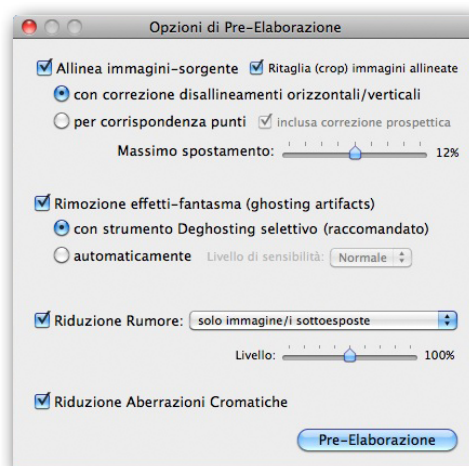 Opzioni di Pre-Elaborazione
Allinea immagini-sorgente Ritaglia (crop) immagini allineate
con correzione disallineamenti orizzontali/verticali
per corrispondenza punti inclusa correzione prospettica
Massimo spostamento: 12%
Rimozione effetti-fantasma (ghosting artifacts)
con strumento Deghosting selettivo (raccomandato)
automaticamente Livello di sensibilità: Normale
Riduzione Rumore: solo immagine/i sottoesposte
Livello: 100%
Riduzione Aberrazioni Cromatiche
Pre-Elaborazione